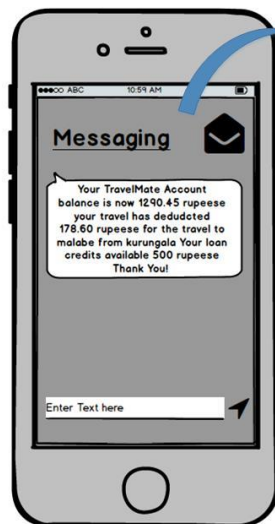 ●●●○○ ABC 10:59 AM
Messaging
Your TravelMate Account
balance is now 1290.45 rupeese
your travel has dedudcted
178.60 rupeese for the travel to
malabe from kurungala Your loan
credits available 500 rupeese
Thank You!
Enter Text here